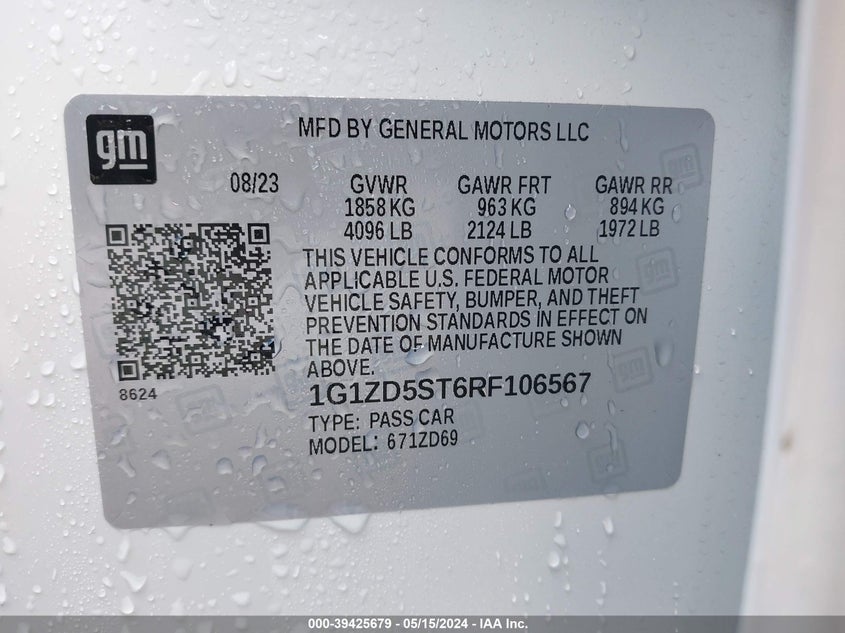 gm
MFD BY GENERAL MOTORS LLC
08/23 GVWR GAWR FRT GAWR RR
1858 KG 963 KG 894 KG
4096 LB 2124 LB 1972 LB
THIS VEHICLE CONFORMS TO ALL
APPLICABLE U.S. FEDERAL MOTOR
VEHICLE SAFETY, BUMPER, AND THEFT
PREVENTION STANDARDS IN EFFECT ON
THE DATE OF MANUFACTURE SHOWN
ABOVE.
8624
1G1ZD5ST6RF106567
TYPE: PASS CAR
MODEL: 671ZD69
000-39425679 - 05/15/2024 - IAA Inc.